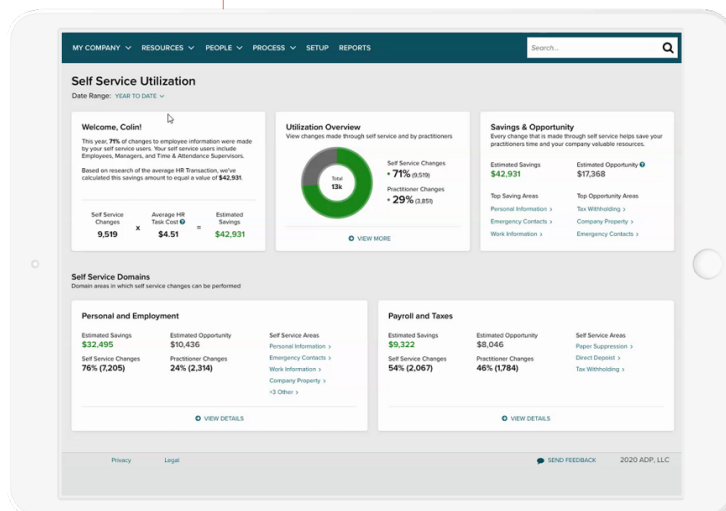 MY COMPANY RESOURCES PEOPLE PROCESS SETUP REPORTS Search...
Self Service Utilization
Date Range: YEAR TO DATE
Welcome, Colin!
This year, 71% of changes to employee information were made
by your self service users. Your self service users include
Employees, Managers, and Time & Attendance Supervisors.
Based on research of the average HR Transaction, we've
calculated this savings amount to equal a value of $42,931.
Self Service Changes
9,519
x
Average HR Task Cost
$4.51
=
Estimated Savings
$42,931
Utilization Overview
View changes made through self service and by practitioners
Total
13k
Self Service Changes
• 71% (9,519)
Practitioner Changes
• 29% (3,851)
VIEW MORE
Savings & Opportunity
Every change that is made through self service helps save your
practitioners time and your company valuable resources.
Estimated Savings
$42,931
Estimated Opportunity
$17,368
Top Saving Areas
Personal Information >
Emergency Contacts >
Work Information >
Top Opportunity Areas
Tax Withholding >
Company Property >
Emergency Contacts >
Self Service Domains
Domain areas in which self service changes can be performed
Personal and Employment
Estimated Savings
$32,495
Estimated Opportunity
$10,436
Self Service Changes
76% (7,205)
Practitioner Changes
24% (2,314)
Self Service Areas
Personal Information >
Emergency Contacts >
Work Information >
Company Property >
+3 Other >
VIEW DETAILS
Payroll and Taxes
Estimated Savings
$9,322
Estimated Opportunity
$8,046
Self Service Changes
54% (2,067)
Practitioner Changes
46% (1,784)
Self Service Areas
Paper Suppression >
Direct Deposit >
Tax Withholding >
VIEW DETAILS
Privacy Legal SEND FEEDBACK 2020 ADP, LLC